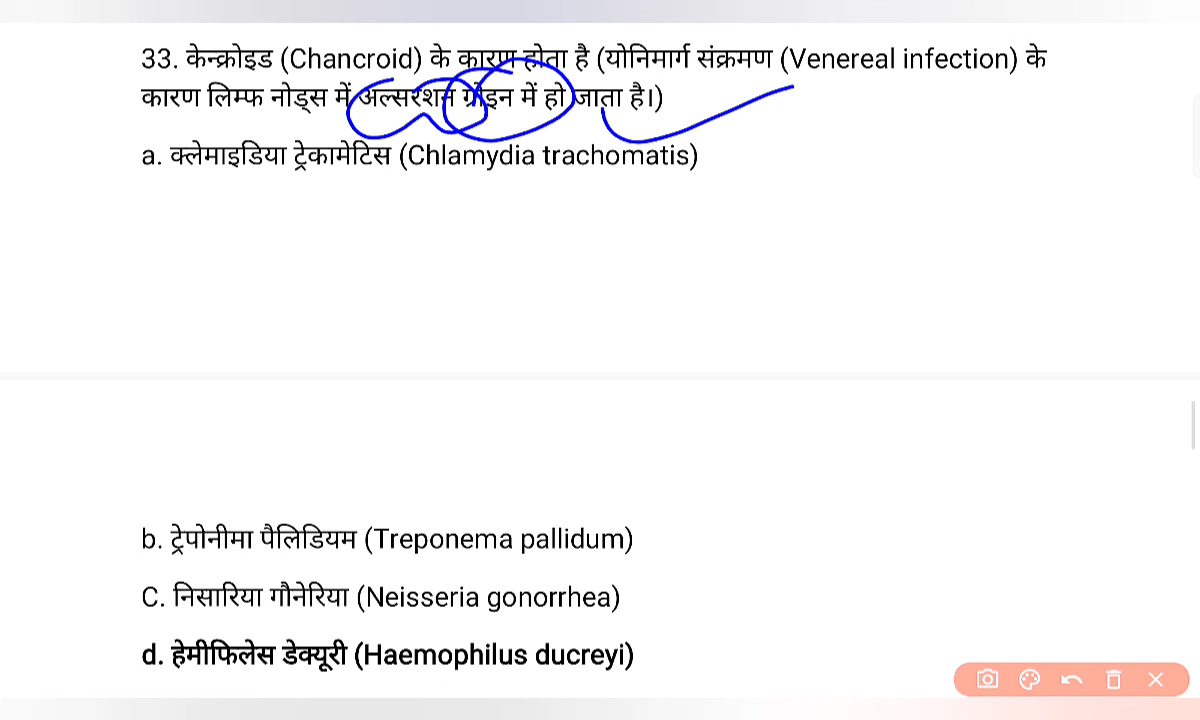 33. केन्क्रोइड (Chancroid) के कारण होता है (योनिमार्ग संक्रमण (Venereal infection) के
कारण लिम्फ नोड्स में अल्सरेशन ग्रोइन में हो जाता है।)
a. क्लेमाइडिया ट्रेकामेटिस (Chlamydia trachomatis)
b. ट्रेपोनीमा पैलिडियम (Treponema pallidum)
C. निसारिया गौनेरिया (Neisseria gonorrhea)
d. हेमीफिलेस डेक्यूरी (Haemophilus ducreyi)